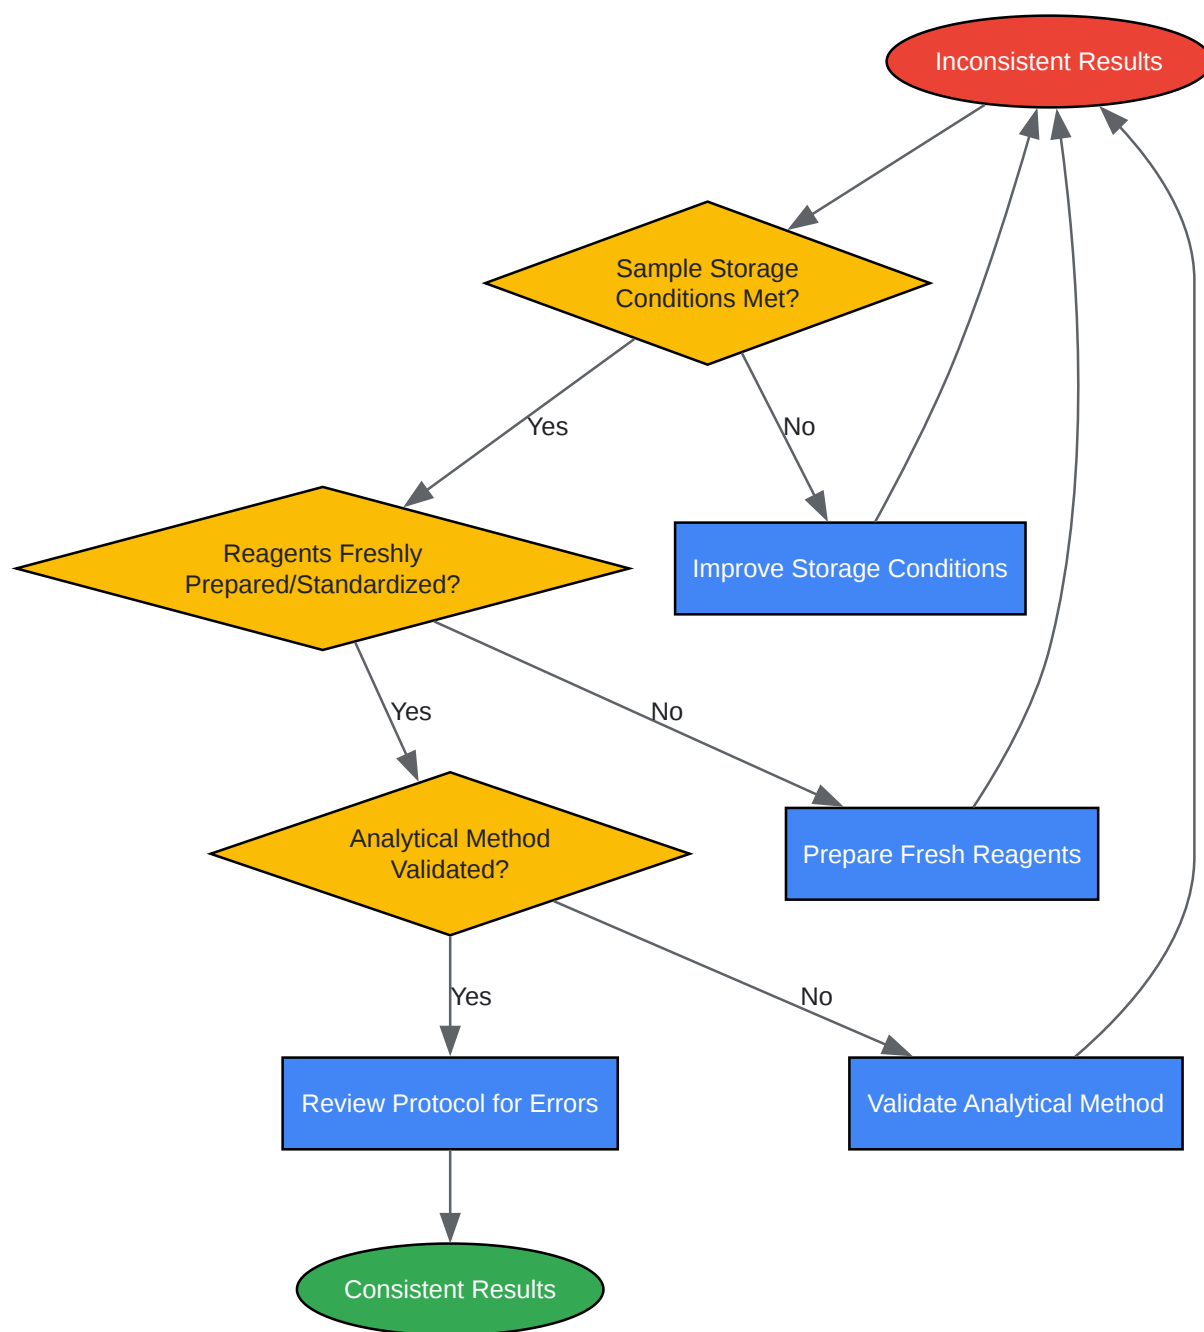 Inconsistent Results
Sample Storage
Conditions Met?
Yes
No
Reagents Freshly
Prepared/Standardized?
Improve Storage Conditions
Yes
No
Analytical Method
Validated?
Prepare Fresh Reagents
Yes
No
Review Protocol for Errors
Validate Analytical Method
Consistent Results